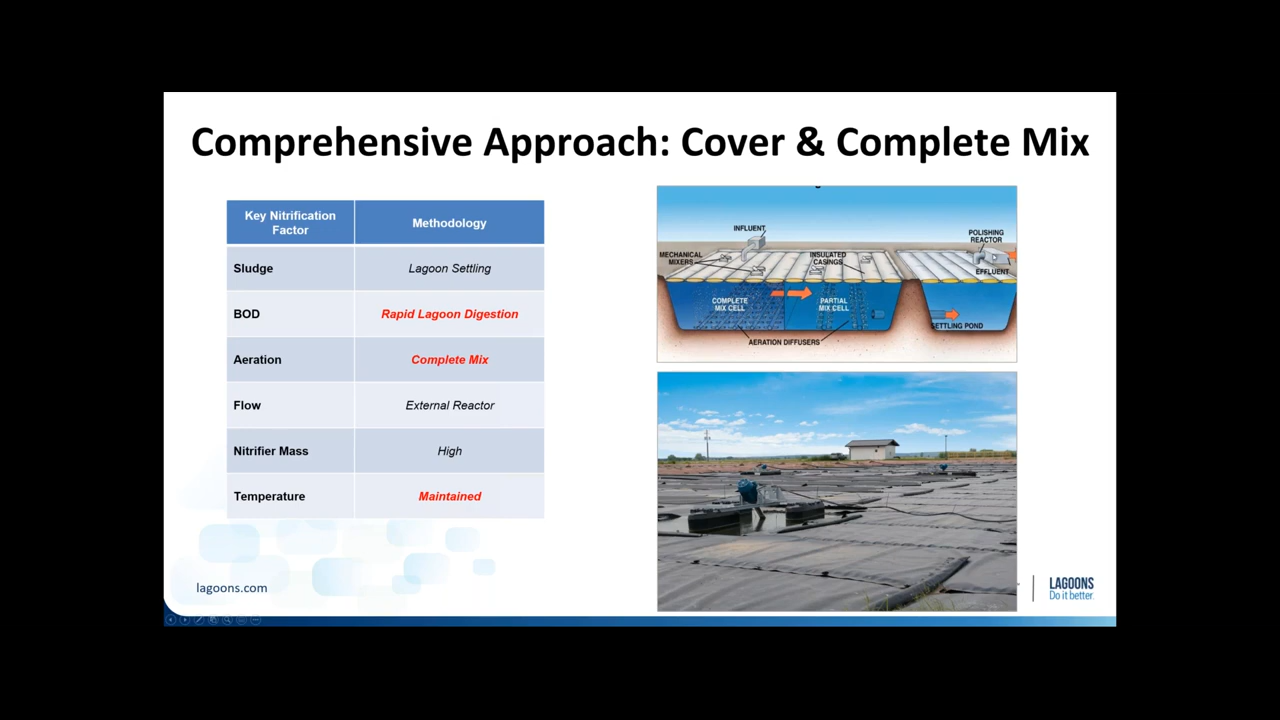 Comprehensive Approach: Cover & Complete Mix
Key Nitrification
Factor
Methodology
Sludge
Lagoon Settling
BOD
Rapid Lagoon Digestion
Aeration
Complete Mix
Flow
External Reactor
Nitrifier Mass
High
Temperature
Maintained
INFLUENT
MECHANICAL
MIXERS
INSULATED
CASINGS
POLISHING
REACTOR
EFFLUENT
COMPLETE
MIX CELL
PARTIAL
MIX CELL
SETTLING POND
AERATION DIFFUSERS
lagoons.com
LAGOONS
Do it better.